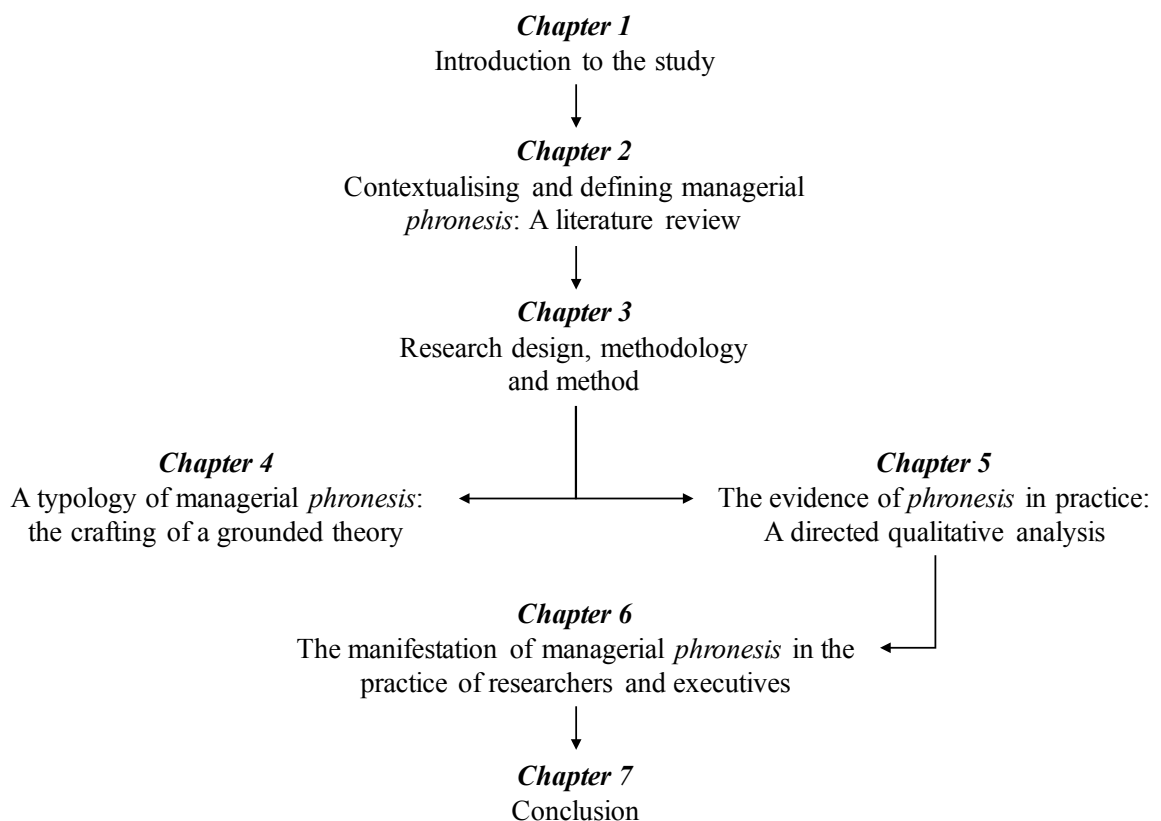 Chapter 1
Introduction to the study
Chapter 2
Contextualising and defining managerial
phronesis: A literature review
Chapter 3
Research design, methodology
and method
Chapter 4
A typology of managerial phronesis:
the crafting of a grounded theory
Chapter 5
The evidence of phronesis in practice:
A directed qualitative analysis
Chapter 6
The manifestation of managerial phronesis in the
practice of researchers and executives
Chapter 7
Conclusion